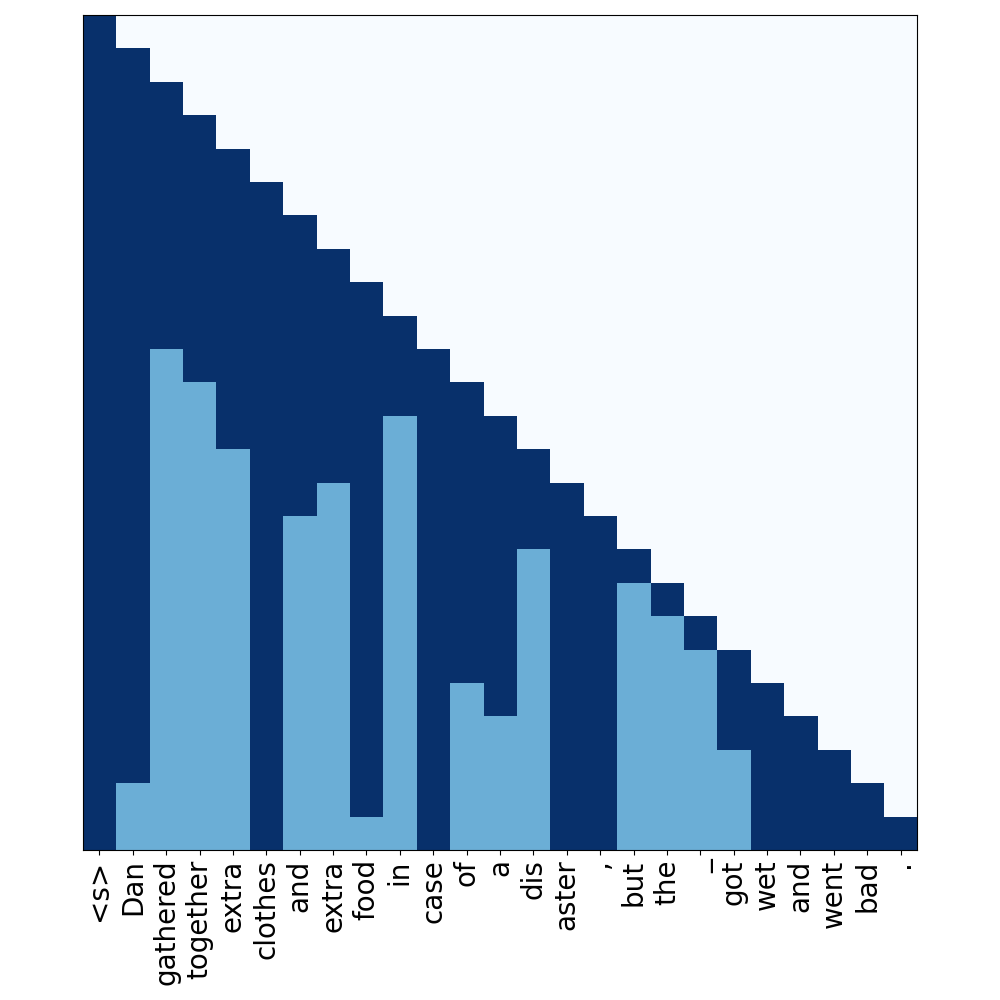 <s>
Dan
gathered
together
extra
clothes
and
extra
food
in
case
of
a
dis
aster
,
but
the
_
got
wet
and
went
bad
.